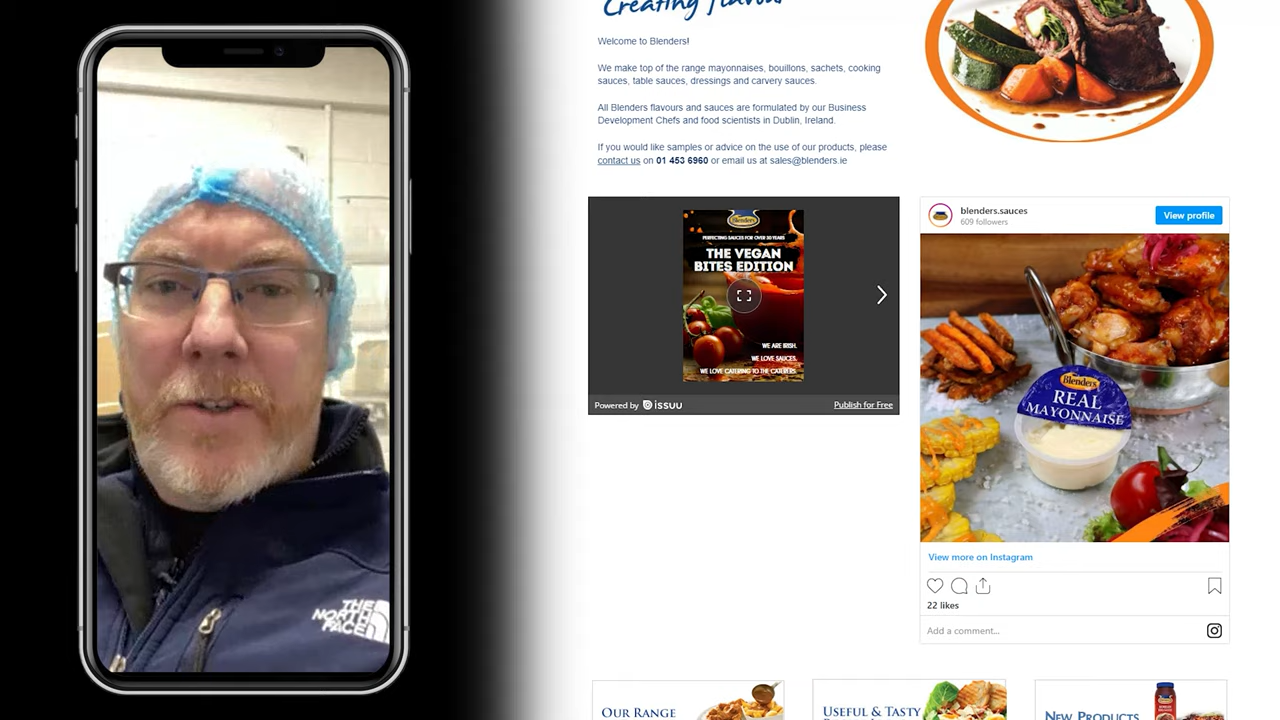 Creating flavour
Welcome to Blenders!
We make top of the range mayonnaises, bouillons, sachets, cooking
sauces, table sauces, dressings and carvery sauces.
All Blenders flavours and sauces are formulated by our Business
Development Chefs and food scientists in Dublin, Ireland.
If you would like samples or advice on the use of our products, please
contact us on 01 453 6960 or email us at sales@blenders.ie
Blenders
PERFECTING SAUCES FOR OVER 30 YEARS
THE VEGAN
BITES EDITION
WE ARE IRISH.
WE LOVE SAUCES.
WE LOVE CATERING TO THE CATERERS.
Powered by issuu
Publish for Free
blenders.sauces
609 followers
View profile
Blenders
REAL
MAYONNAISE
View more on Instagram
22 likes
Add a comment...
OUR RANGE
USEFUL & TASTY
NEW PRODUCTS
THE
NORTH
FACE